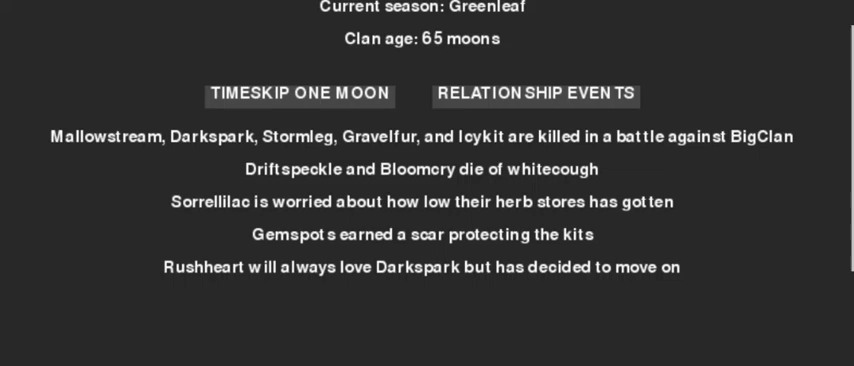 Current season: Greenleaf
Clan age: 65 moons
TIMESKIP ONE MOON RELATIONSHIP EVENTS
Mallowstream, Darkspark, Stormleg, Gravelfur, and Icykit are killed in a battle against BigClan
Driftspeckle and Bloomcry die of whitecough
Sorrellilac is worried about how low their herb stores has gotten
Gemspots earned a scar protecting the kits
Rushheart will always love Darkspark but has decided to move on